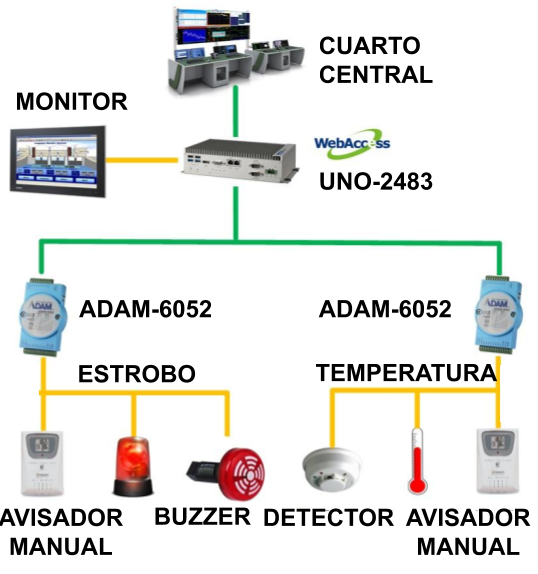 CUARTO
CENTRAL
MONITOR
WebAccess
UNO-2483
ADAM
ADAM-6052
ADAM-6052
ADAM
ESTROBO
TEMPERATURA
AVISADOR
MANUAL
BUZZER
DETECTOR
AVISADOR
MANUAL